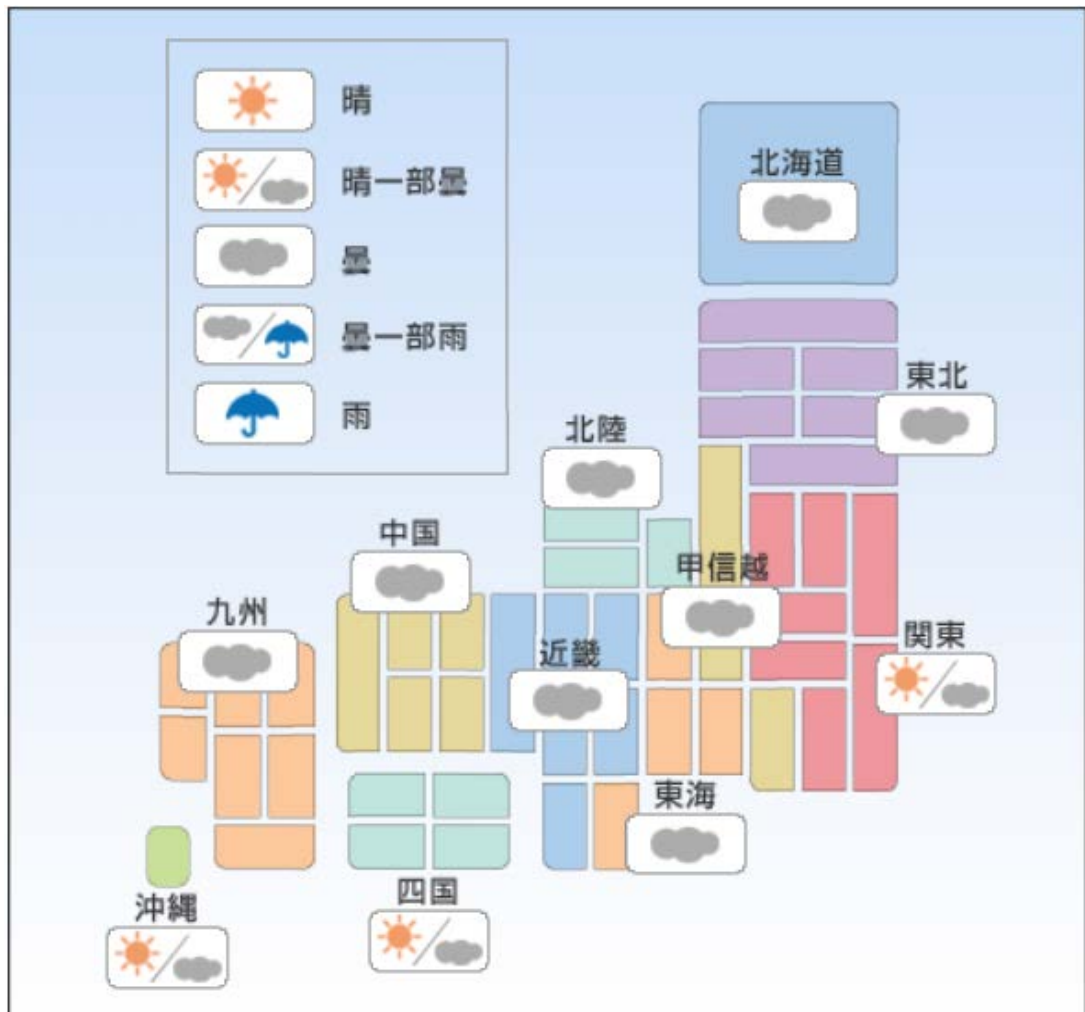 晴
晴一部曇
曇
曇一部雨
雨
北海道
東北
北陸
中国
甲信越
九州
関東
近畿
東海
四国
沖縄